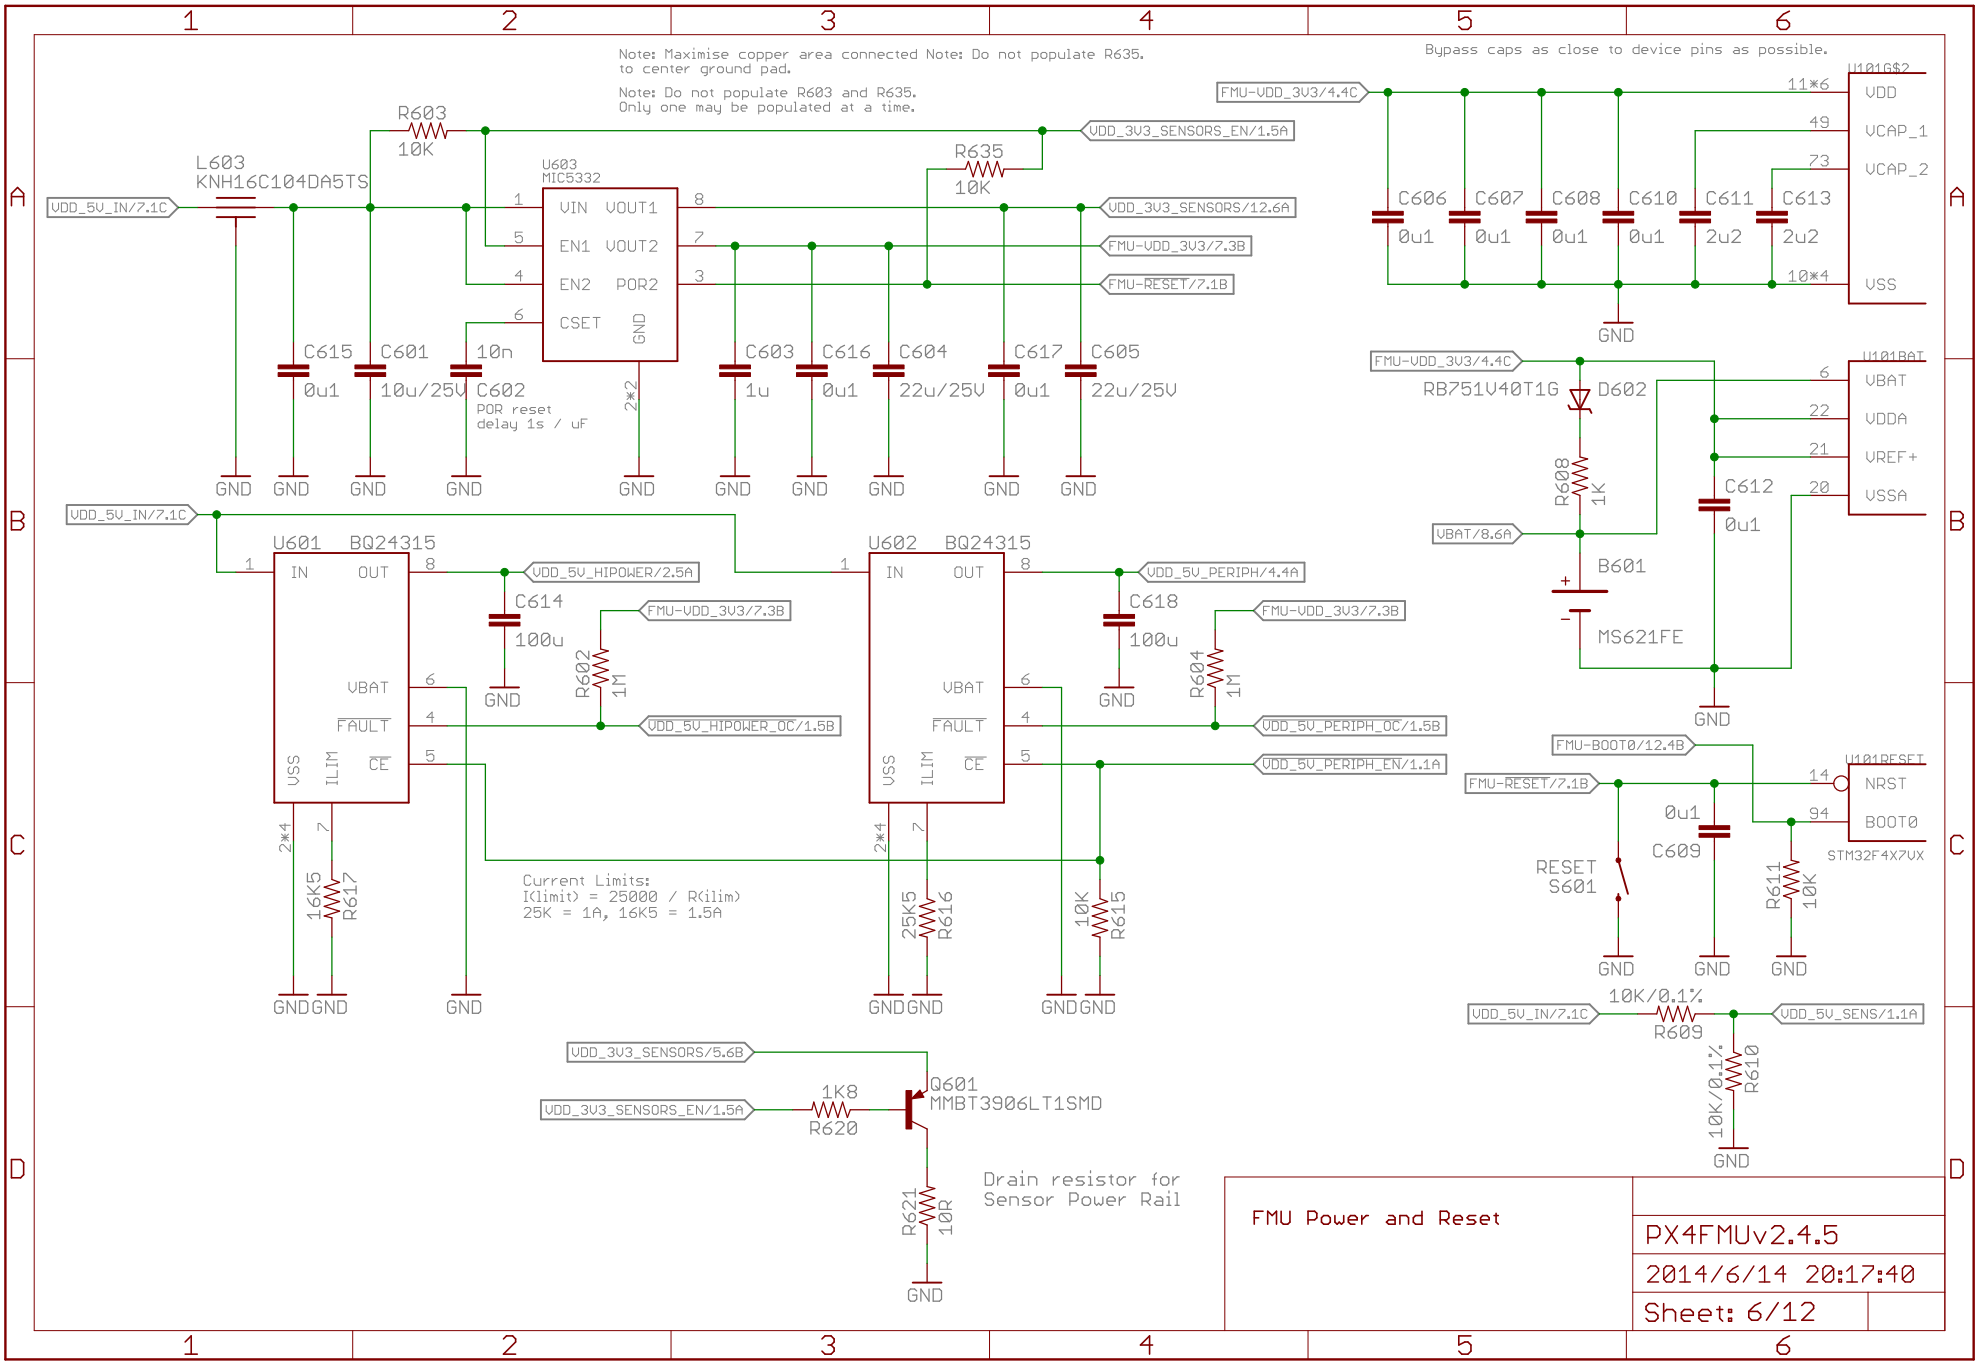 1 2 3 4 5 6
Note: Maximise copper area connected Note: Do not populate R635.
to center ground pad.
Note: Do not populate R603 and R635.
Only one may be populated at a time.
Bypass caps as close to device pins as possible.
A
A
R603
10K
VDD_3V3_SENSORS_EN/1.5A
R635
10K
L603
KNH16C104DA5TS
VDD_5V_IN/7.1C
U603
MIC5332
1 VIN VOUT1 8
5 EN1 VOUT2 7
4 EN2 POR2 3
6 CSET
GND
2*2
VDD_3V3_SENSORS/12.6A
FMU-VDD_3V3/7.3B
FMU-RESET/7.1B
C615
0u1
C601
10u/25V
10n
C602
POR reset
delay 1s / uF
C603
1u
C616
0u1
C604
22u/25V
C617
0u1
C605
22u/25V
GND GND GND GND GND GND GND GND GND GND
FMU-VDD_3V3/4.4C
U101G$2
11*6 VDD
49 VCAP_1
73 VCAP_2
10*4 VSS
C606 C607 C608 C610 C611 C613
0u1 0u1 0u1 0u1 2u2 2u2
GND
FMU-VDD_3V3/4.4C
U101BAT
6 VBAT
22 VDDA
21 VREF+
20 VSSA
RB751V40T1G D602
R608
1K
C612
0u1
VBAT/8.6A
B601
+
-
MS621FE
GND
B
B
VDD_5V_IN/7.1C
U601 BQ24315
1 IN OUT 8
VBAT 6
FAULT 4
CE 5
VSS
ILIM
2*4
7
VDD_5V_HIPOWER/2.5A
C614
100u
GND
FMU-VDD_3V3/7.3B
R602
1M
VDD_5V_HIPOWER_OC/1.5B
16K5
R617
GND GND GND
U602 BQ24315
1 IN OUT 8
VBAT 6
FAULT 4
CE 5
VSS
ILIM
2*4
7
VDD_5V_PERIPH/4.4A
C618
100u
GND
FMU-VDD_3V3/7.3B
R604
1M
VDD_5V_PERIPH_OC/1.5B
VDD_5V_PERIPH_EN/1.1A
25K5
R616
10K
R615
GND GND GND GND
Current Limits:
I(limit) = 25000 / R(ilim)
25K = 1A, 16K5 = 1.5A
C
C
FMU-BOOT0/12.4B
FMU-RESET/7.1B
U101RESET
14 NRST
94 BOOT0
STM32F4X7VX
0u1
C609
RESET
S601
R611
10K
GND GND GND
VDD_5V_IN/7.1C
10K/0.1%
R609
VDD_5V_SENS/1.1A
10K/0.1%
R610
GND
VDD_3V3_SENSORS/5.6B
Q601
MMBT3906LT1SMD
VDD_3V3_SENSORS_EN/1.5A
1K8
R620
R621
10R
GND
Drain resistor for
Sensor Power Rail
D
D
FMU Power and Reset
PX4FMUv2.4.5
2014/6/14 20:17:40
Sheet: 6/12
1 2 3 4 5 6